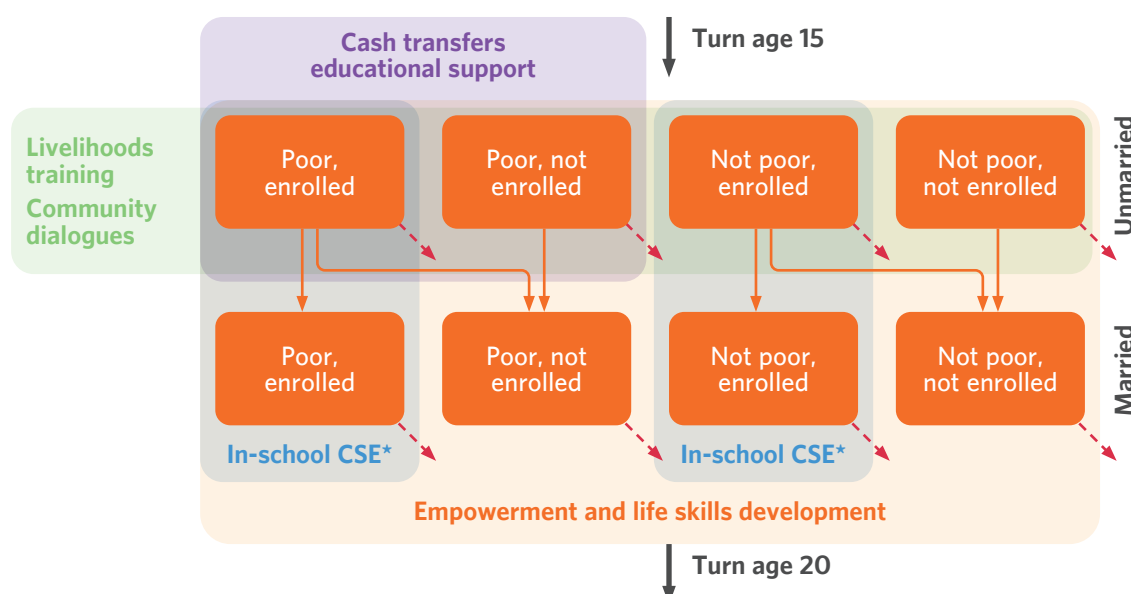 Cash transfers
educational support
Turn age 15
Livelihoods
training
Community
dialogues
Poor,
enrolled
Poor, not
enrolled
Not poor,
enrolled
Not poor,
not enrolled
Unmarried
Poor,
enrolled
Poor, not
enrolled
Not poor,
enrolled
Not poor,
not enrolled
Married
In-school CSE*
In-school CSE*
Empowerment and life skills development
Turn age 20